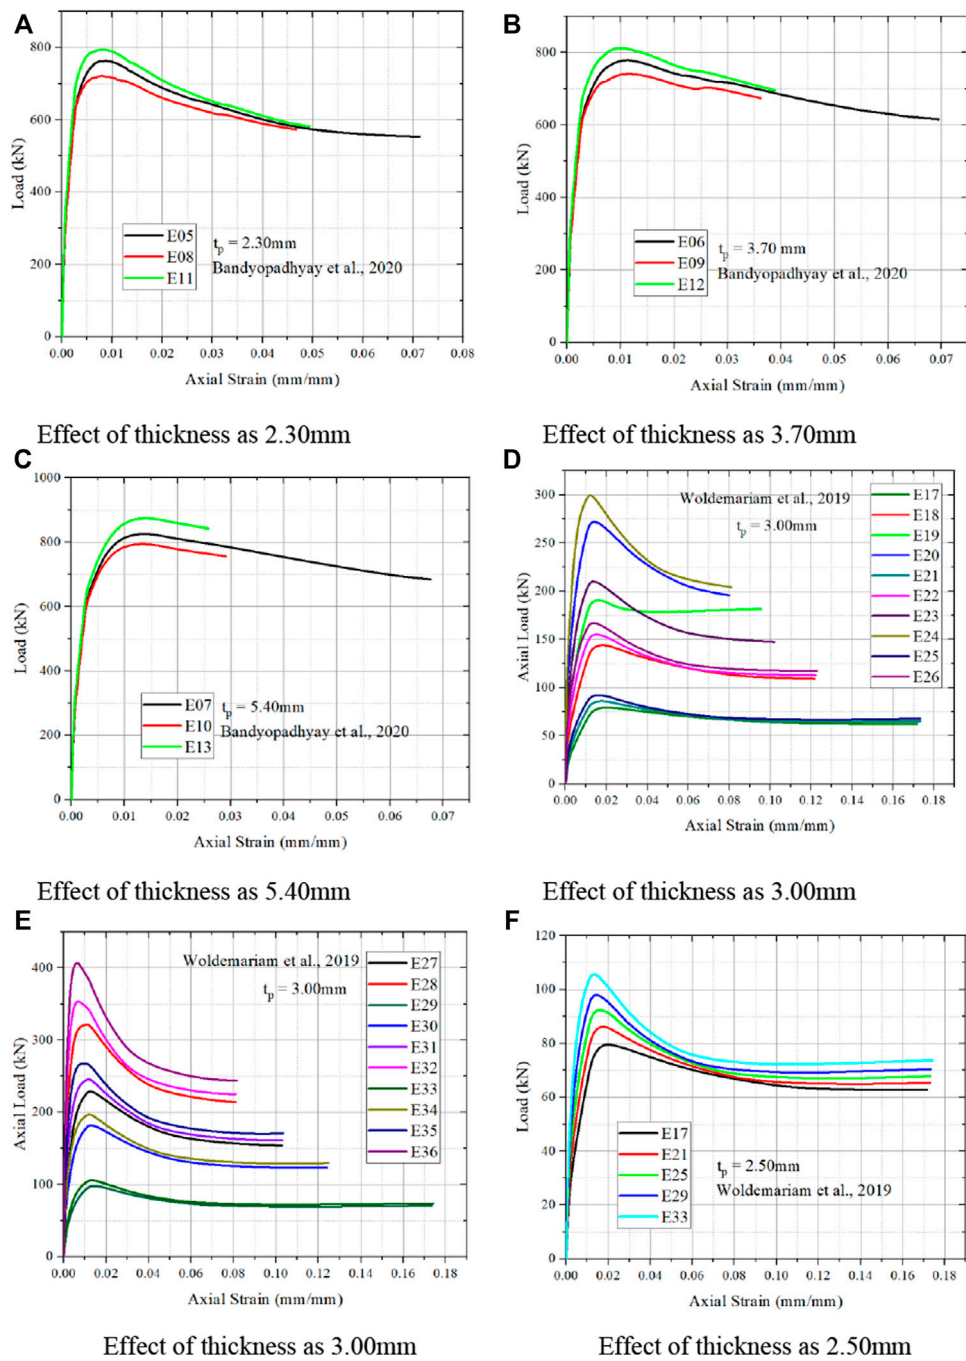 A
800
600
400
200
0
Load (kN)
E05
E08
E11
tp = 2.30mm
Bandyopadhyay et al., 2020
0.00 0.01 0.02 0.03 0.04 0.05 0.06 0.07 0.08
Axial Strain (mm/mm)
Effect of thickness as 2.30mm
B
800
600
400
200
0
Load (kN)
E06
E09
E12
tp = 3.70 mm
Bandyopadhyay et al., 2020
0.00 0.01 0.02 0.03 0.04 0.05 0.06 0.07
Axial Strain (mm/mm)
Effect of thickness as 3.70mm
C
1000
800
600
400
200
0
Load (kN)
E07
E10
E13
tp = 5.40mm
Bandyopadhyay et al., 2020
0.00 0.01 0.02 0.03 0.04 0.05 0.06 0.07
Axial Strain (mm/mm)
Effect of thickness as 5.40mm
D
300
275
250
225
200
175
150
125
100
75
50
25
0
Axial Load (kN)
Woldemariam et al., 2019
tp = 3.00mm
E17
E18
E19
E20
E21
E22
E23
E24
E25
E26
0.00 0.02 0.04 0.06 0.08 0.10 0.12 0.14 0.16 0.18
Axial Strain (mm/mm)
Effect of thickness as 3.00mm
E
400
300
200
100
0
Axial Load (kN)
Woldemariam et al., 2019
tp = 3.00mm
E27
E28
E29
E30
E31
E32
E33
E34
E35
E36
0.00 0.02 0.04 0.06 0.08 0.10 0.12 0.14 0.16 0.18
Axial Strain (mm/mm)
Effect of thickness as 3.00mm
F
120
100
80
60
40
20
0
Load (kN)
E17
E21
E25
E29
E33
tp = 2.50mm
Woldemariam et al., 2019
0.00 0.02 0.04 0.06 0.08 0.10 0.12 0.14 0.16 0.18
Axial Strain (mm/mm)
Effect of thickness as 2.50mm